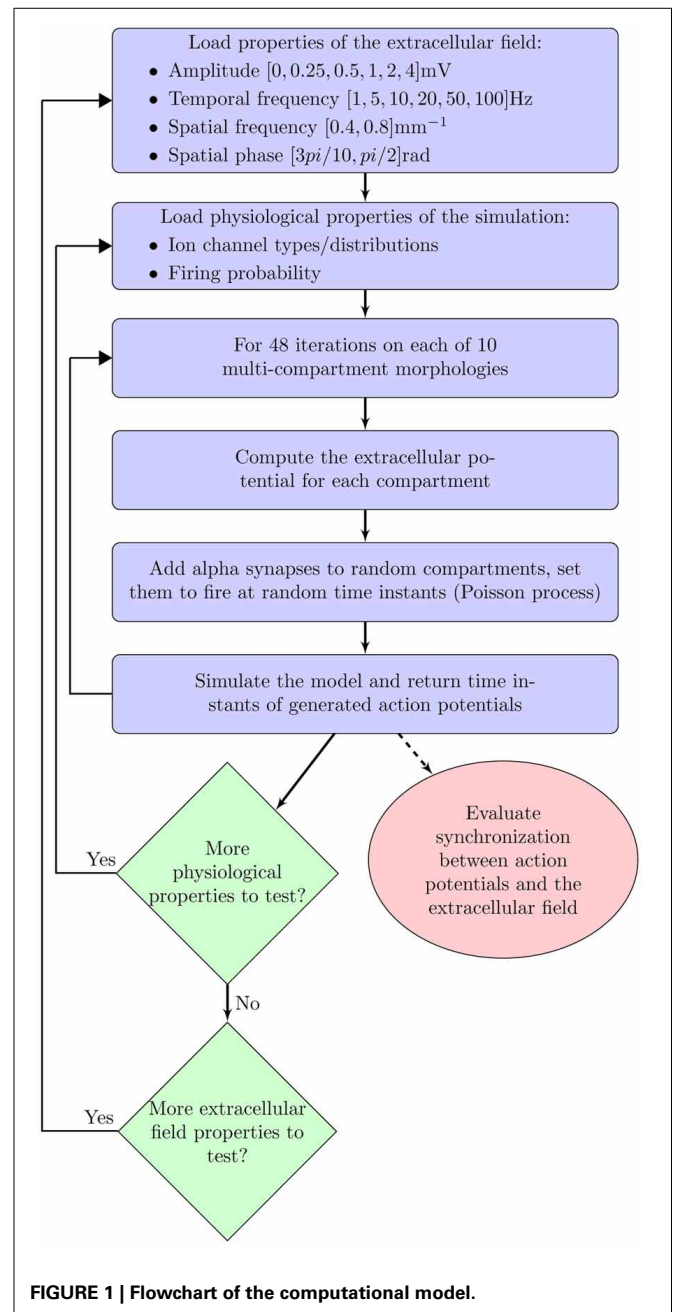 Load properties of the extracellular field:
• Amplitude [0, 0.25, 0.5, 1, 2, 4]mV
• Temporal frequency [1, 5, 10, 20, 50, 100]Hz
• Spatial frequency [0.4, 0.8]mm⁻¹
• Spatial phase [3pi/10, pi/2]rad
Load physiological properties of the simulation:
• Ion channel types/distributions
• Firing probability
For 48 iterations on each of 10
multi-compartment morphologies
Compute the extracellular po-
tential for each compartment
Add alpha synapses to random compartments, set
them to fire at random time instants (Poisson process)
Simulate the model and return time in-
stants of generated action potentials
Yes
More
physiological
properties to test?
Evaluate
synchronization
between action
potentials and the
extracellular field
No
Yes
More extracellular
field properties to
test?
FIGURE 1 | Flowchart of the computational model.